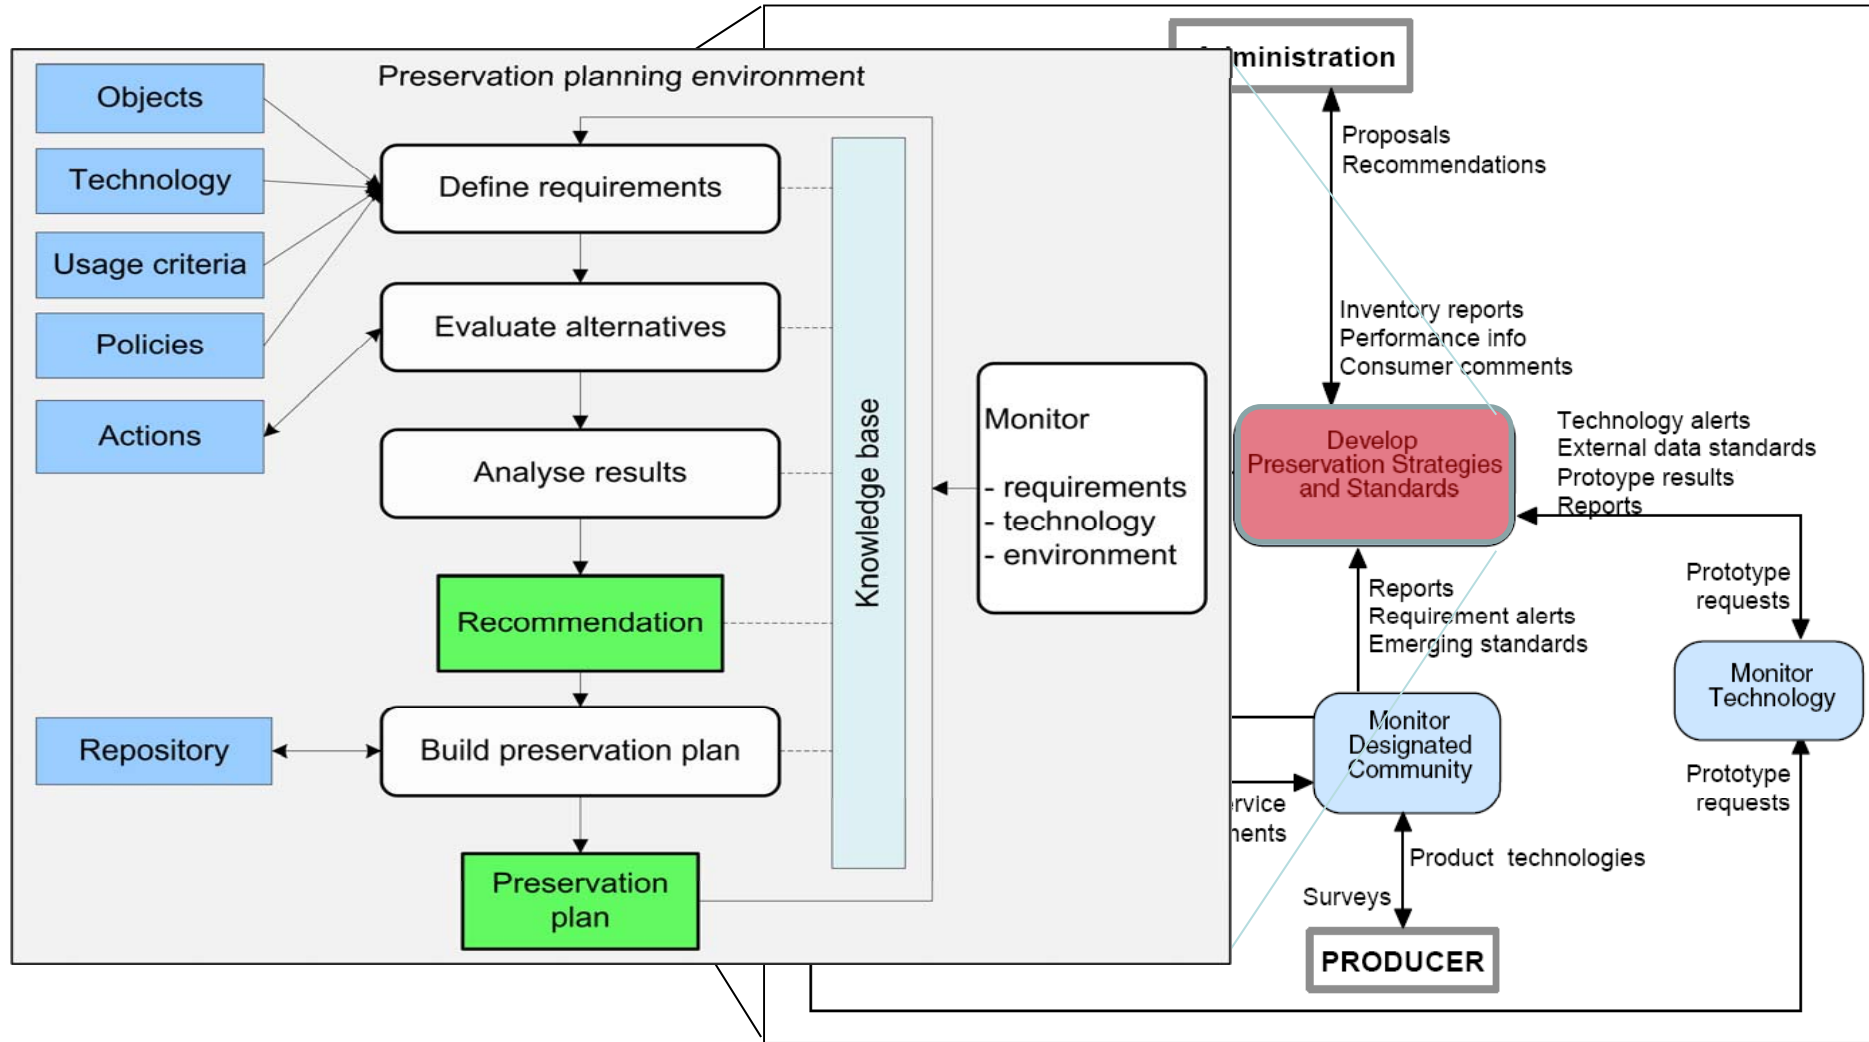 Preservation planning environment
Objects
Technology
Usage criteria
Policies
Actions
Repository
Define requirements
Evaluate alternatives
Analyse results
Recommendation
Build preservation plan
Preservation
plan
Knowledge base
Monitor
- requirements
- technology
- environment
Proposals
Recommendations
Inventory reports
Performance info
Consumer comments
Develop
Preservation Strategies
and Standards
Technology alerts
External data standards
Protoype results
Reports
Prototype
requests
Reports
Requirement alerts
Emerging standards
Monitor
Technology
Monitor
Designated
Community
Prototype
requests
Product technologies
Surveys
PRODUCER